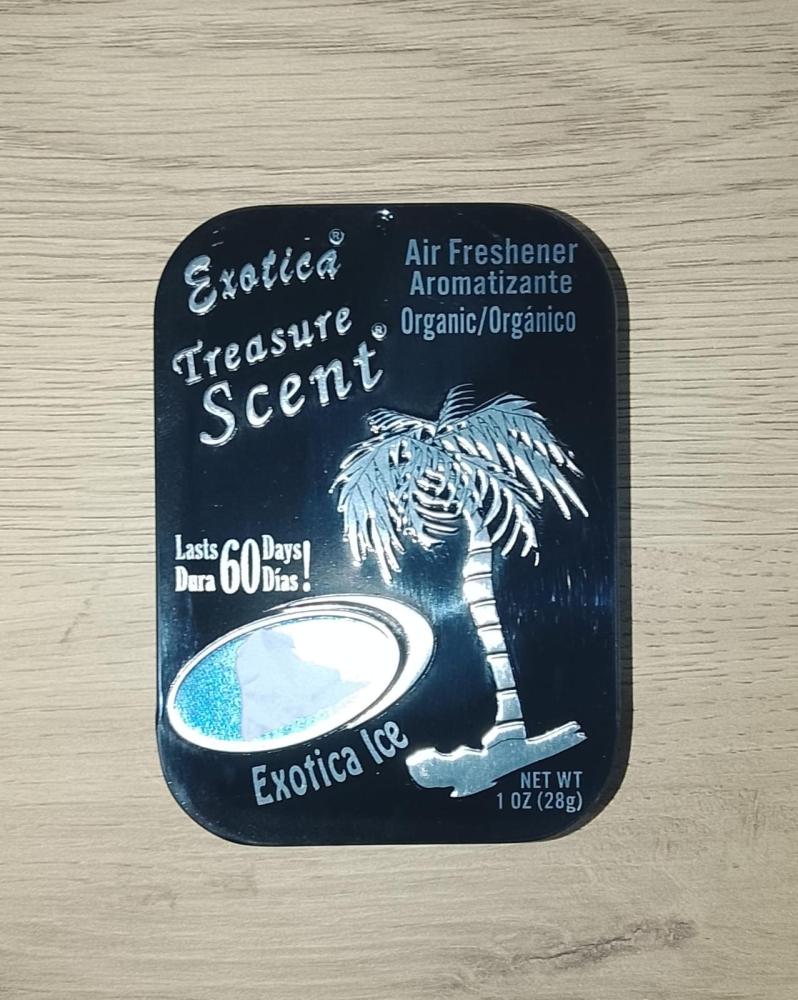 Exotica®
Treasure
Scent®
Air Freshener
Aromatizante
Organic/Orgánico
Lasts 60 Days!
Dura 60 Días!
Exotica Ice
NET WT
1 OZ (28g)